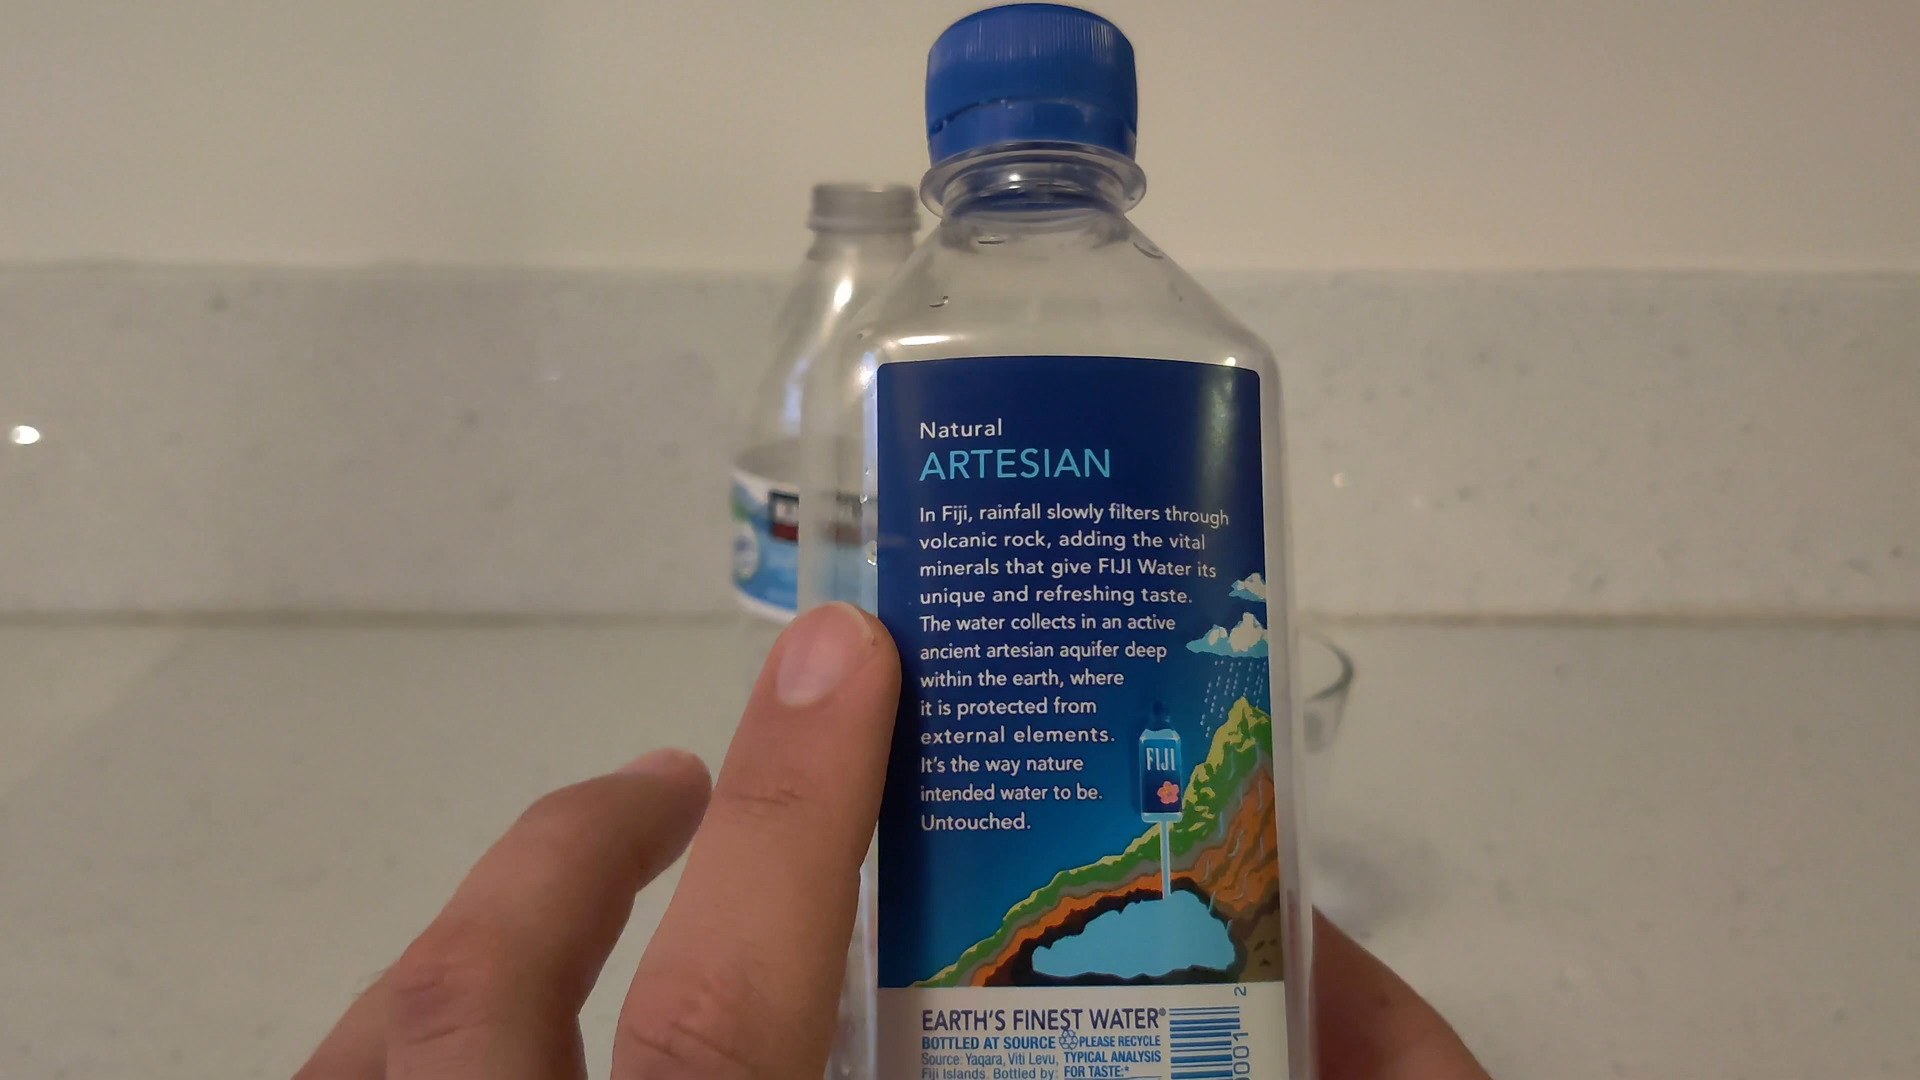 Natural
ARTESIAN
In Fiji, rainfall slowly filters through
volcanic rock, adding the vital
minerals that give FIJI Water its
unique and refreshing taste.
The water collects in an active
ancient artesian aquifer deep
within the earth, where
it is protected from
external elements.
It's the way nature
intended water to be.
Untouched.
FIJI
EARTH'S FINEST WATER®
BOTTLED AT SOURCE PLEASE RECYCLE
Source: Yaqara, Viti Levu,
Fiji Islands. Bottled by:
TYPICAL ANALYSIS
FOR TASTE:*
0001 2